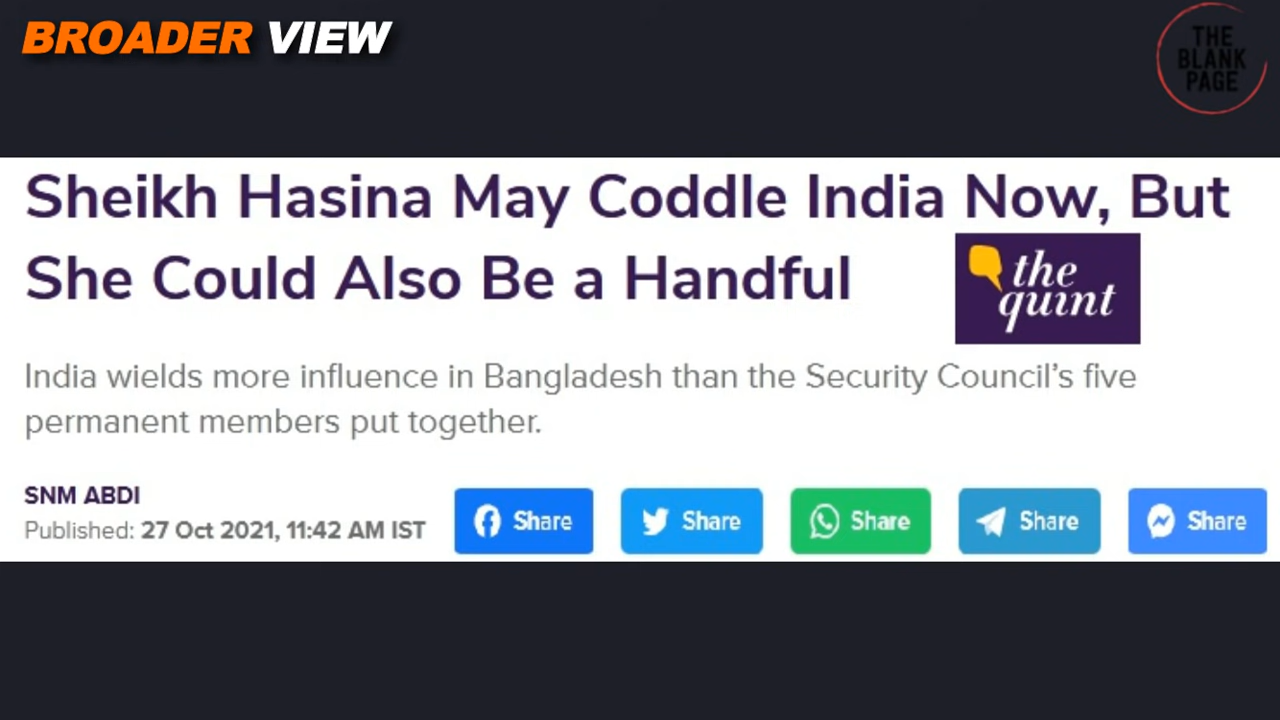 BROADER VIEW
THE
BLANK
PAGE
Sheikh Hasina May Coddle India Now, But
She Could Also Be a Handful
the
quint
India wields more influence in Bangladesh than the Security Council's five
permanent members put together.
SNM ABDI
Published: 27 Oct 2021, 11:42 AM IST
Share Share Share Share Share